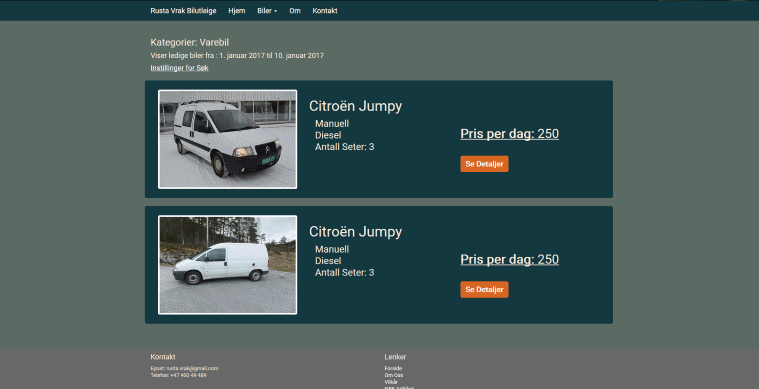 Rusta Vrak Bilutleige Hjem Biler Om Kontakt
Kategorier: Varebil
Viser ledige biler fra : 1. januar 2017 til 10. januar 2017
Instillinger for Søk
Citroën Jumpy
Manuell
Diesel
Antall Seter: 3
Pris per dag: 250
Se Detaljer
Citroën Jumpy
Manuell
Diesel
Antall Seter: 3
Pris per dag: 250
Se Detaljer
Kontakt
Epost: rusta.vrak@gmail.com
Telefon: +47 400 49 489
Lenker
Forside
Om Oss
Vilkår